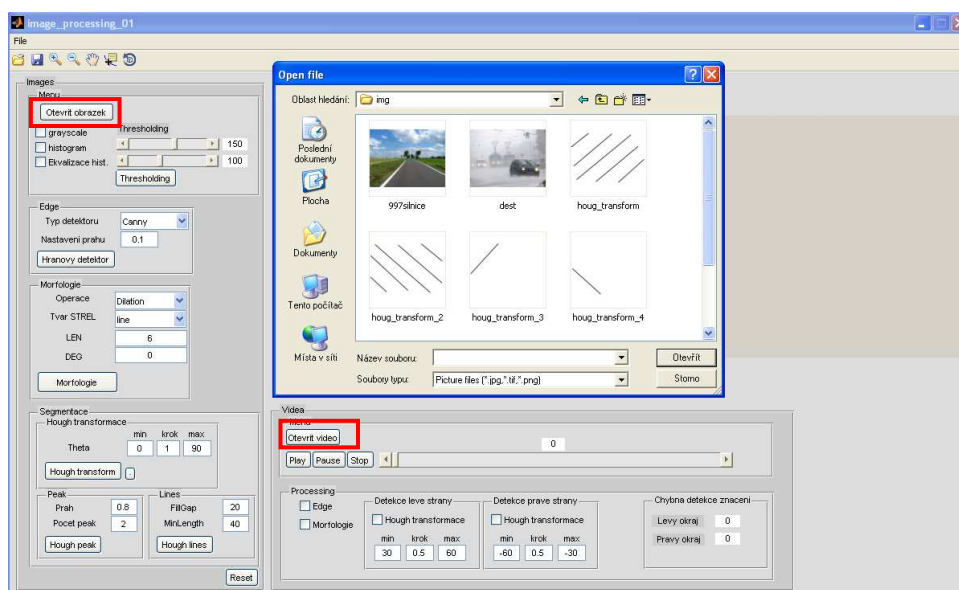 image_processing_01
File
Images
Menu
Otevrit obrazek
grayscale
histogram
Ekvalizace hist.
Thresholding
150
100
Thresholding
Edge
Typ detektoru
Canny
Nastaveni prahu
0.1
Hranovy detektor
Morfologie
Operace
Dilation
Tvar STREL
line
LEN
6
DEG
0
Morfologie
Segmentace
Hough transformace
min krok max
Theta
0 1 90
Hough transform
.
Peak
Prah
0.8
Pocet peak
2
Hough peak
Lines
FillGap
20
MinLength
40
Hough lines
Reset
Open file
Oblast hledání:
img
Poslední
dokumenty
Plocha
Dokumenty
Tento počítač
Místa v síti
997silnice
dest
houg_transform
houg_transform_2
houg_transform_3
houg_transform_4
Název souboru:
Otevřít
Soubory typu:
Picture files (*.jpg,*.tif,*.png)
Storno
Videa
Menu
Otevrit video
0
Play Pause Stop
Processing
Edge
Morfologie
Detekce leve strany
Hough transformace
min krok max
30 0.5 60
Detekce prave strany
Hough transformace
min krok max
-60 0.5 -30
Chybna detekce znaceni
Levy okraj
0
Pravy okraj
0